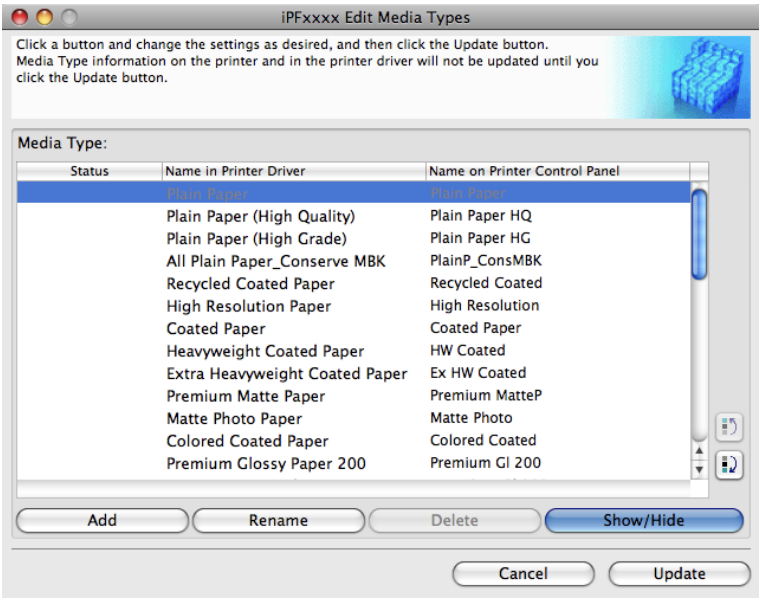 iPFxxxx Edit Media Types
Click a button and change the settings as desired, and then click the Update button.
Media Type information on the printer and in the printer driver will not be updated until you
click the Update button.
Media Type:
Status Name in Printer Driver Name on Printer Control Panel
Plain Paper Plain Paper
Plain Paper (High Quality) Plain Paper HQ
Plain Paper (High Grade) Plain Paper HG
All Plain Paper_Conserve MBK PlainP_ConsMBK
Recycled Coated Paper Recycled Coated
High Resolution Paper High Resolution
Coated Paper Coated Paper
Heavyweight Coated Paper HW Coated
Extra Heavyweight Coated Paper Ex HW Coated
Premium Matte Paper Premium MatteP
Matte Photo Paper Matte Photo
Colored Coated Paper Colored Coated
Premium Glossy Paper 200 Premium Gl 200
Add Rename Delete Show/Hide
Cancel Update